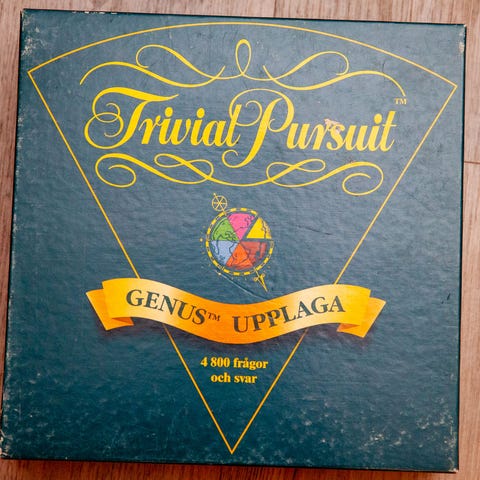 Trivial Pursuit™
GENUS™ UPPLAGA
4 800 frågor
och svar